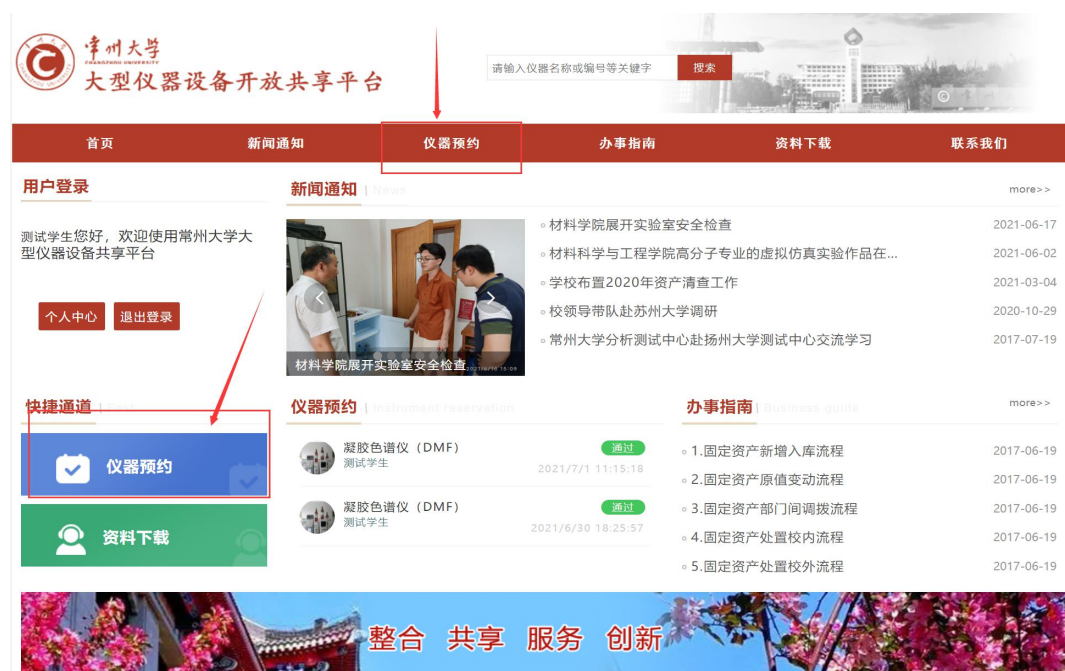 常州大学
CHANGZHOU UNIVERSITY
大型仪器设备开放共享平台
请输入仪器名称或编号等关键字 搜索
首页 新闻通知 仪器预约 办事指南 资料下载 联系我们
用户登录
测试学生您好，欢迎使用常州大学大
型仪器设备共享平台
个人中心 退出登录
新闻通知 | News more>>
材料学院展开实验室安全检查
材料学院展开实验室安全检查 2021-06-17
材料科学与工程学院高分子专业的虚拟仿真实验作品在... 2021-06-02
学校布置2020年资产清查工作 2021-03-04
校领导带队赴苏州大学调研 2020-10-29
常州大学分析测试中心赴扬州大学测试中心交流学习 2017-07-19
快捷通道 | Fast
仪器预约
资料下载
仪器预约 | Instrument reservation
凝胶色谱仪（DMF） 通过
测试学生 2021/7/1 11:15:18
凝胶色谱仪（DMF） 通过
测试学生 2021/6/30 18:25:57
办事指南 | Business guide more>>
1.固定资产新增入库流程 2017-06-19
2.固定资产原值变动流程 2017-06-19
3.固定资产部门间调拨流程 2017-06-19
4.固定资产处置校内流程 2017-06-19
5.固定资产处置校外流程 2017-06-19
整合 共享 服务 创新